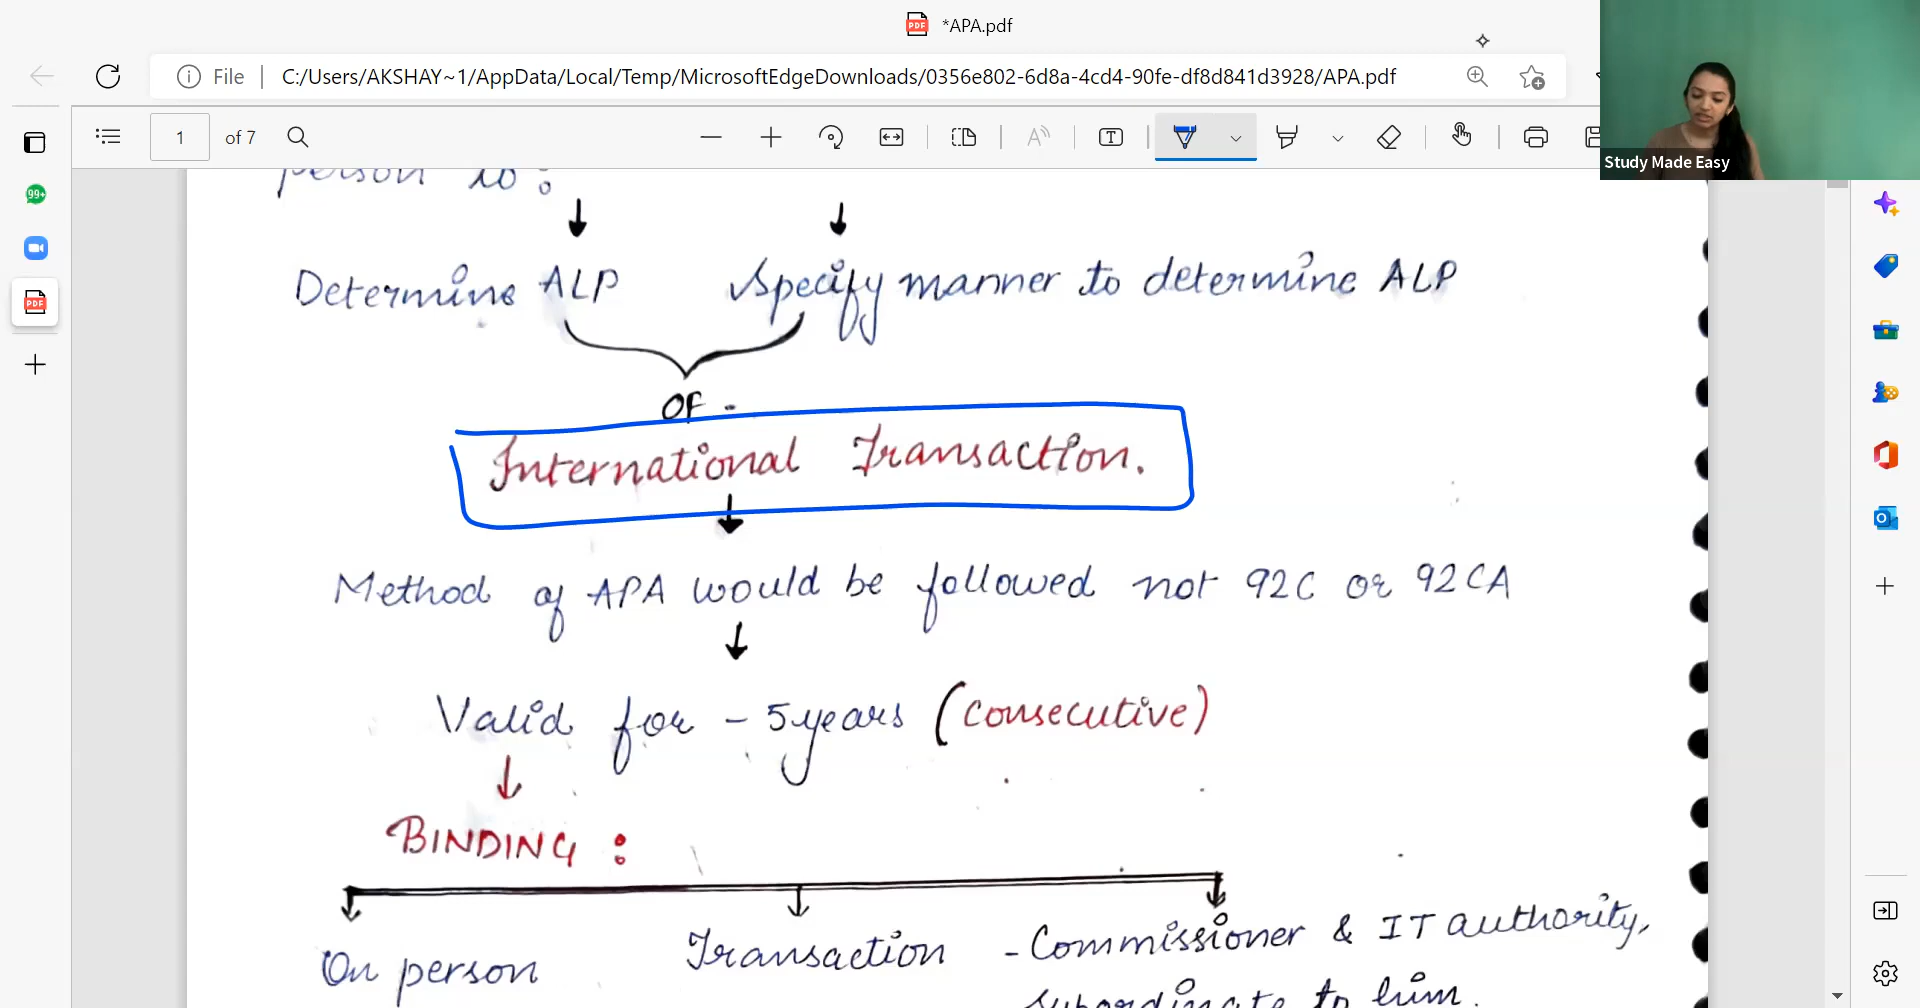 *APA.pdf
File
C:/Users/AKSHAY~1/AppData/Local/Temp/MicrosoftEdgeDownloads/0356e802-6d8a-4cd4-90fe-df8d841d3928/APA.pdf
1 of 7
Study Made Easy
99+
person is:
Determine ALP specify manner to determine ALP
OF -
International Transaction.
Method of APA would be followed not 92C or 92CA
Valid for - 5 years (consecutive)
BINDING :
On person Transaction - Commissioner & IT authority,
subordinate to him.